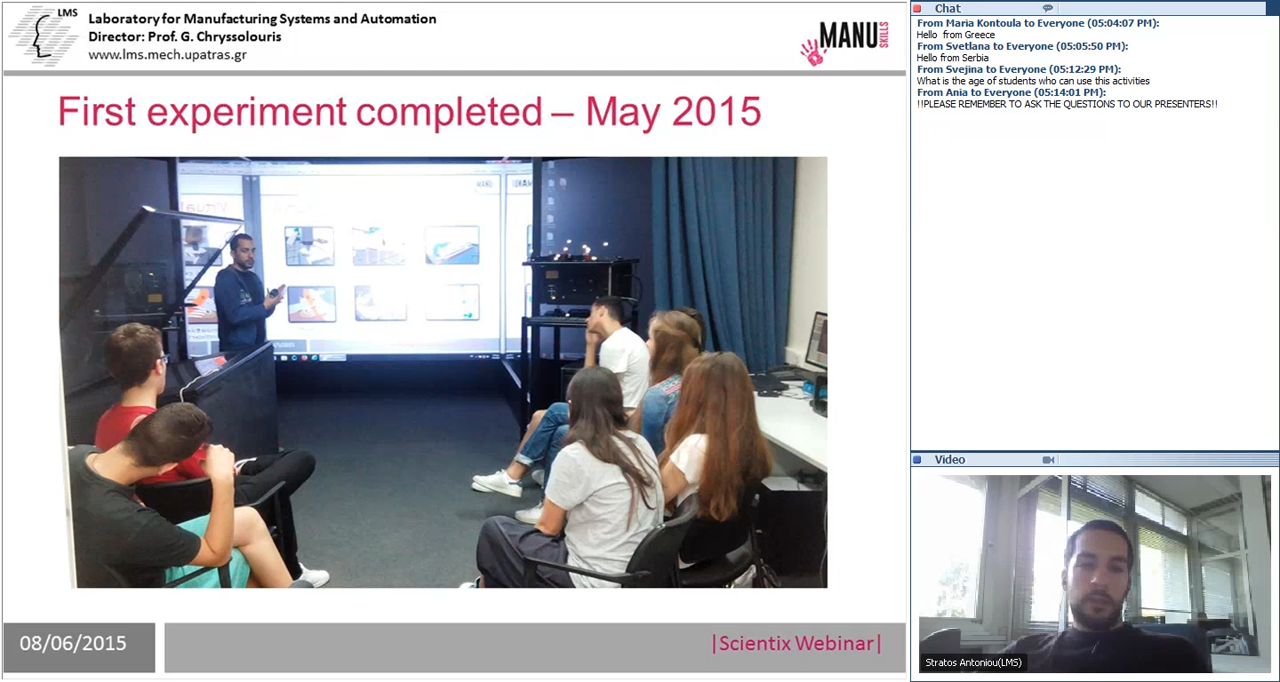 LMS
Laboratory for Manufacturing Systems and Automation
Director: Prof. G. Chryssolouris
www.lms.mech.upatras.gr
MANU
SKILLS
First experiment completed – May 2015
08/06/2015
|Scientix Webinar|
Chat
From Maria Kontoula to Everyone (05:04:07 PM):
Hello from Greece
From Svetlana to Everyone (05:05:50 PM):
Hello from Serbia
From Svejina to Everyone (05:12:29 PM):
What is the age of students who can use this activities
From Ania to Everyone (05:14:01 PM):
!!PLEASE REMEMBER TO ASK THE QUESTIONS TO OUR PRESENTERS!!
Video
Stratos Antoniou(LMS)